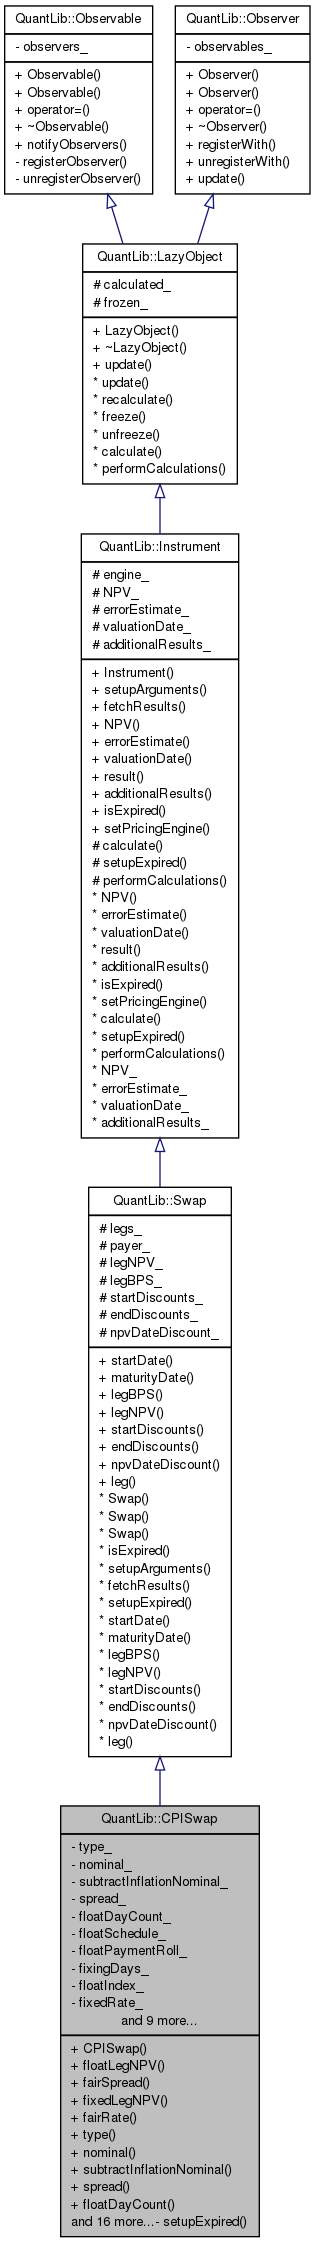 QuantLib::Observable
- observers_
+ Observable()
+ Observable()
+ operator=()
+ ~Observable()
+ notifyObservers()
- registerObserver()
- unregisterObserver()
QuantLib::Observer
- observables_
+ Observer()
+ Observer()
+ operator=()
+ ~Observer()
+ registerWith()
+ unregisterWith()
+ update()
QuantLib::LazyObject
# calculated_
# frozen_
+ LazyObject()
+ ~LazyObject()
+ update()
* update()
* recalculate()
* freeze()
* unfreeze()
* calculate()
* performCalculations()
QuantLib::Instrument
# engine_
# NPV_
# errorEstimate_
# valuationDate_
# additionalResults_
+ Instrument()
+ setupArguments()
+ fetchResults()
+ NPV()
+ errorEstimate()
+ valuationDate()
+ result()
+ additionalResults()
+ isExpired()
+ setPricingEngine()
# calculate()
# setupExpired()
# performCalculations()
* NPV()
* errorEstimate()
* valuationDate()
* result()
* additionalResults()
* isExpired()
* setPricingEngine()
* calculate()
* setupExpired()
* performCalculations()
* NPV_
* errorEstimate_
* valuationDate_
* additionalResults_
QuantLib::Swap
# legs_
# payer_
# legNPV_
# legBPS_
# startDiscounts_
# endDiscounts_
# npvDateDiscount_
+ startDate()
+ maturityDate()
+ legBPS()
+ legNPV()
+ startDiscounts()
+ endDiscounts()
+ npvDateDiscount()
+ leg()
* Swap()
* Swap()
* Swap()
* isExpired()
* setupArguments()
* fetchResults()
* setupExpired()
* startDate()
* maturityDate()
* legBPS()
* legNPV()
* startDiscounts()
* endDiscounts()
* npvDateDiscount()
* leg()
QuantLib::CPISwap
- type_
- nominal_
- subtractInflationNominal_
- spread_
- floatDayCount_
- floatSchedule_
- floatPaymentRoll_
- fixingDays_
- floatIndex_
- fixedRate_
and 9 more...
+ CPISwap()
+ floatLegNPV()
+ fairSpread()
+ fixedLegNPV()
+ fairRate()
+ type()
+ nominal()
+ subtractInflationNominal()
+ spread()
+ floatDayCount()
and 16 more...- setupExpired()